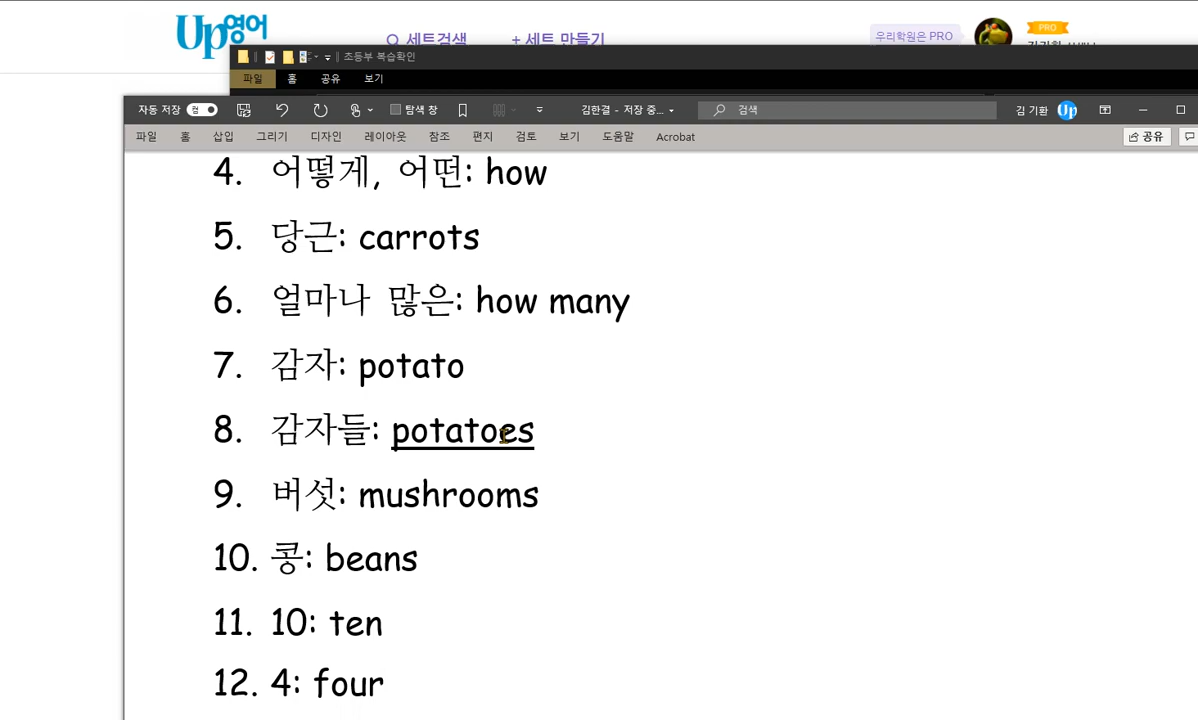 Up영어
세트검색
+ 세트 만들기
우리학원은 PRO
PRO
초등부 복습확인
파일 홈 공유 보기
자동 저장 컴 탐색 창 김한결 - 저장 중... 검색 김 기환 Up
파일 홈 삽입 그리기 디자인 레이아웃 참조 편지 검토 보기 도움말 Acrobat 공유
4. 어떻게, 어떤: how
5. 당근: carrots
6. 얼마나 많은: how many
7. 감자: potato
8. 감자들: potatoes
9. 버섯: mushrooms
10. 콩: beans
11. 10: ten
12. 4: four